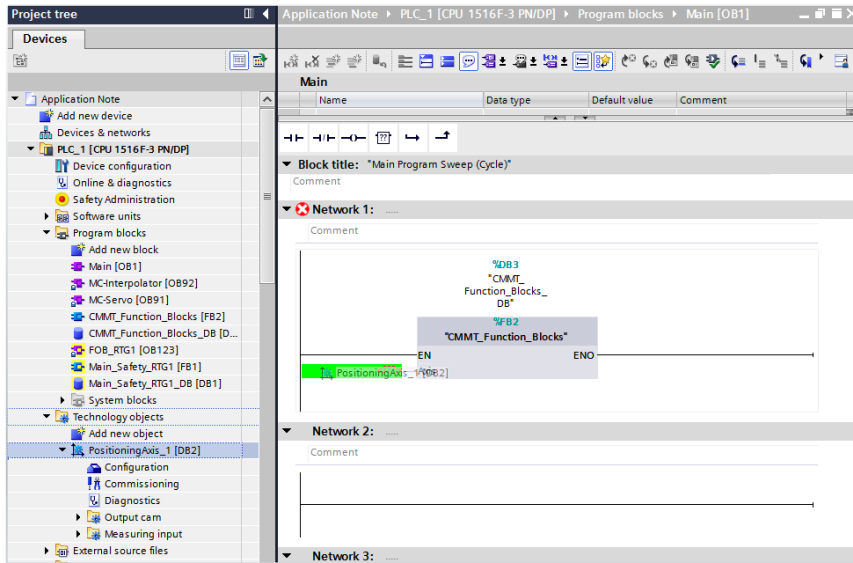 Project tree
Devices
Application Note
Add new device
Devices & networks
PLC_1 [CPU 1516F-3 PN/DP]
Device configuration
Online & diagnostics
Safety Administration
Software units
Program blocks
Add new block
Main [OB1]
MC-Interpolator [OB92]
MC-Servo [OB91]
CMMT_Function_Blocks [FB2]
CMMT_Function_Blocks_DB [D...
FOB_RTG1 [OB123]
Main_Safety_RTG1 [FB1]
Main_Safety_RTG1_DB [DB1]
System blocks
Technology objects
Add new object
PositioningAxis_1 [DB2]
Configuration
Commissioning
Diagnostics
Output cam
Measuring input
External source files
Application Note PLC_1 [CPU 1516F-3 PN/DP] Program blocks Main [OB1]
Main
Name Data type Default value Comment
??
Block title: "Main Program Sweep (Cycle)"
Comment
Network 1: .....
Comment
%DB3
"CMMT_
Function_Blocks_
DB"
%FB2
"CMMT_Function_Blocks"
EN ENO
PositioningAxis_1 [DB2]
Axis
Network 2: .....
Comment
Network 3: .....